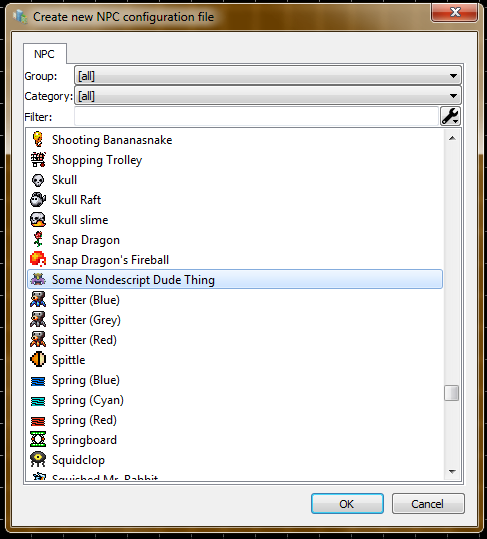 Create new NPC configuration file
NPC
Group: [all]
Category: [all]
Filter:
Shooting Bananasnake
Shopping Trolley
Skull
Skull Raft
Skull slime
Snap Dragon
Snap Dragon's Fireball
Some Nondescript Dude Thing
Spitter (Blue)
Spitter (Grey)
Spitter (Red)
Spittle
Spring (Blue)
Spring (Cyan)
Spring (Red)
Springboard
Squidclop
Squished Mr. Rabbit
OK Cancel